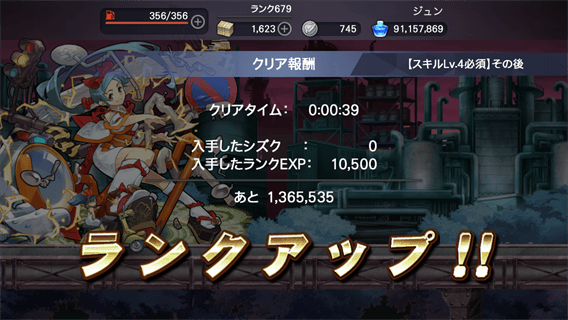 ランク679
ジュン
356/356
1,623
745
91,157,869
クリア報酬
【スキルLv.4必須】その後
クリアタイム： 0:00:39
入手したシズク ： 0
入手したランクEXP： 10,500
あと 1,365,535
ランクアップ!!